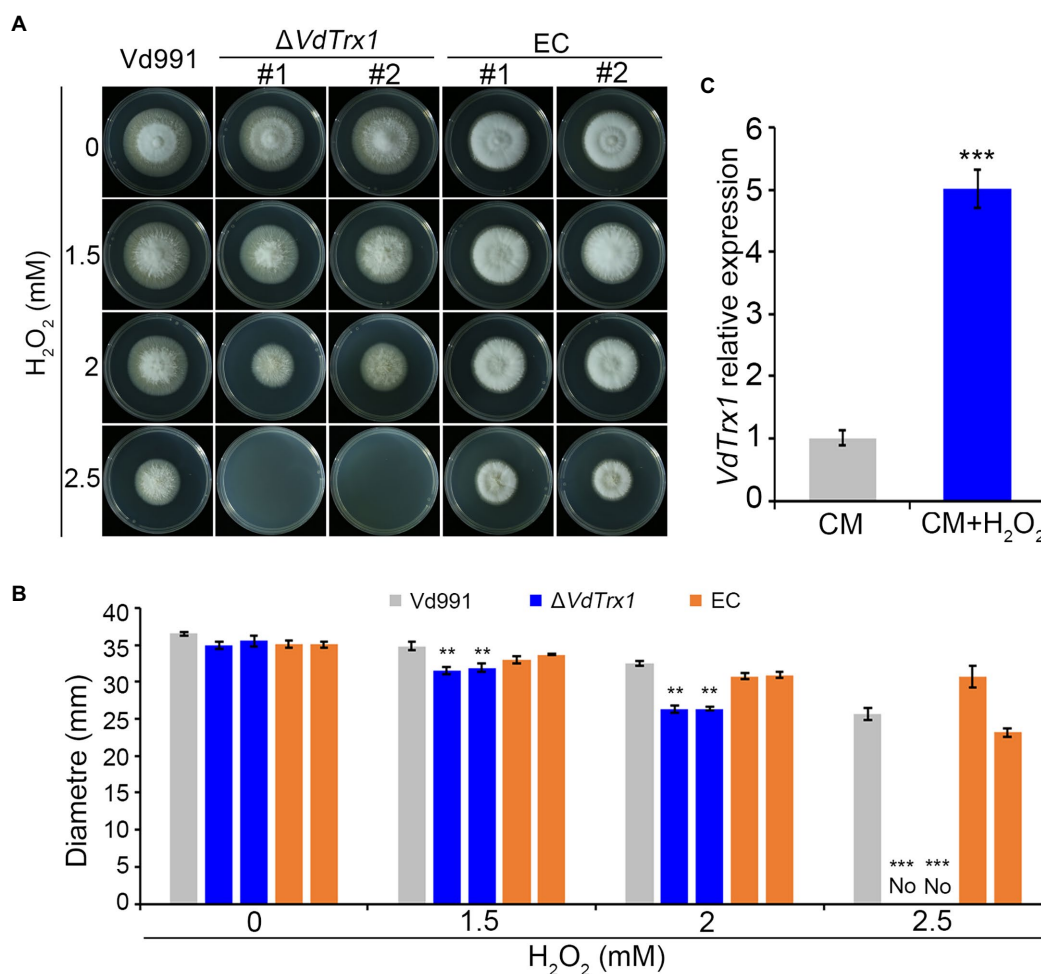 A
Vd991
ΔVdTrx1
EC
#1
#2
#1
#2
H₂O₂ (mM)
0
1.5
2
2.5
C
VdTrx1 relative expression
6
5
4
3
2
1
0
***
CM
CM+H₂O₂
B
Vd991
ΔVdTrx1
EC
Diametre (mm)
40
35
30
25
20
15
10
5
0
** **
** **
*** ***
No No
0
1.5
2
2.5
H₂O₂ (mM)